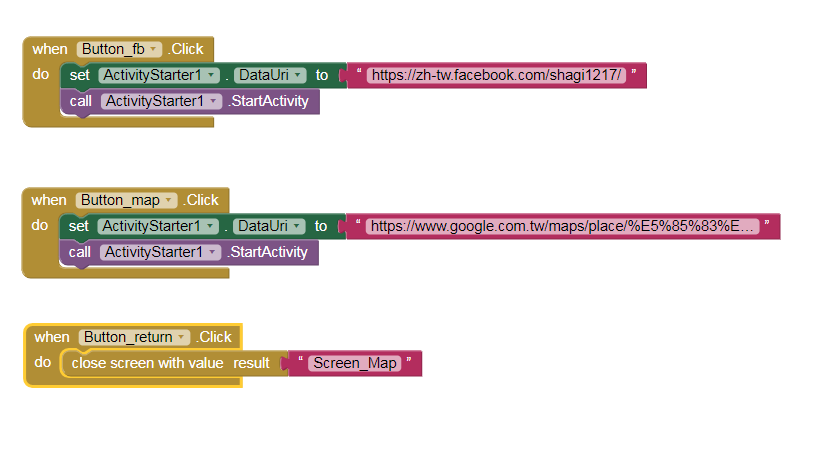 when Button_fb .Click
do set ActivityStarter1 . DataUri to “ https://zh-tw.facebook.com/shagi1217/ ”
call ActivityStarter1 .StartActivity
when Button_map .Click
do set ActivityStarter1 . DataUri to “ https://www.google.com.tw/maps/place/%E5%85%83%E... ”
call ActivityStarter1 .StartActivity
when Button_return .Click
do close screen with value result “ Screen_Map ”